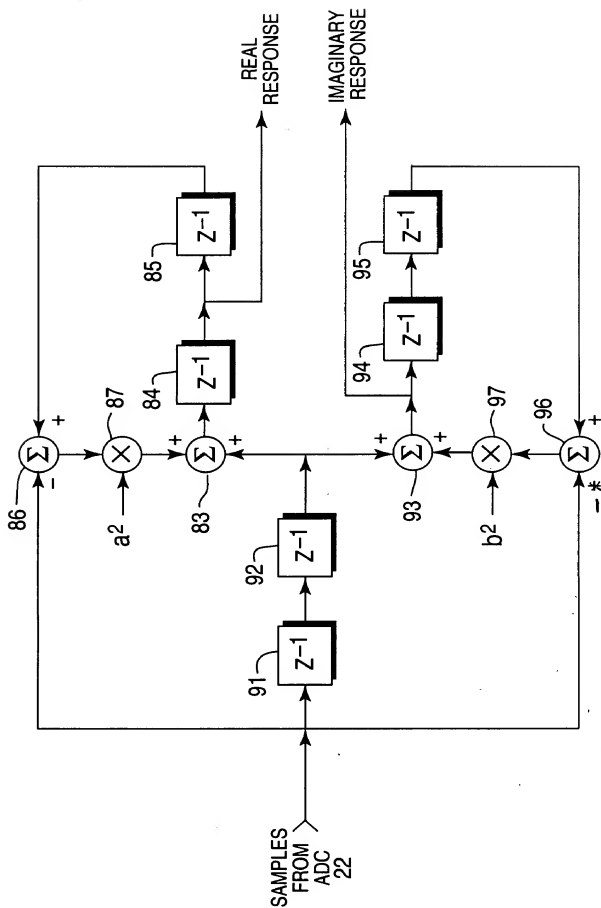 REAL
RESPONSE
IMAGINARY
RESPONSE
85
z⁻¹
84
z⁻¹
95
z⁻¹
94
z⁻¹
86
Σ
+
-
87
X
a²
+
Σ
+
83
92
z⁻¹
91
z⁻¹
+
Σ
+
93
97
X
b²
96
Σ
+
- *
SAMPLES
FROM
ADC
22